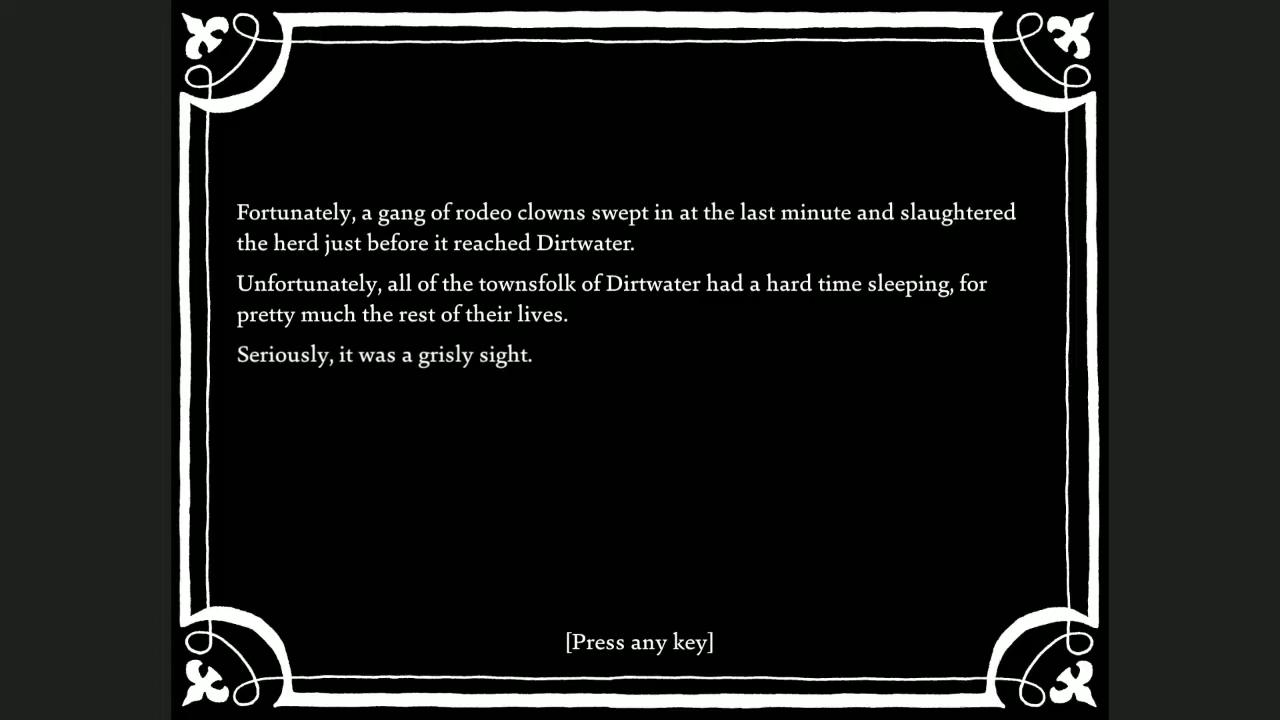 Fortunately, a gang of rodeo clowns swept in at the last minute and slaughtered
the herd just before it reached Dirtwater.
Unfortunately, all of the townsfolk of Dirtwater had a hard time sleeping, for
pretty much the rest of their lives.
Seriously, it was a grisly sight.
[Press any key]